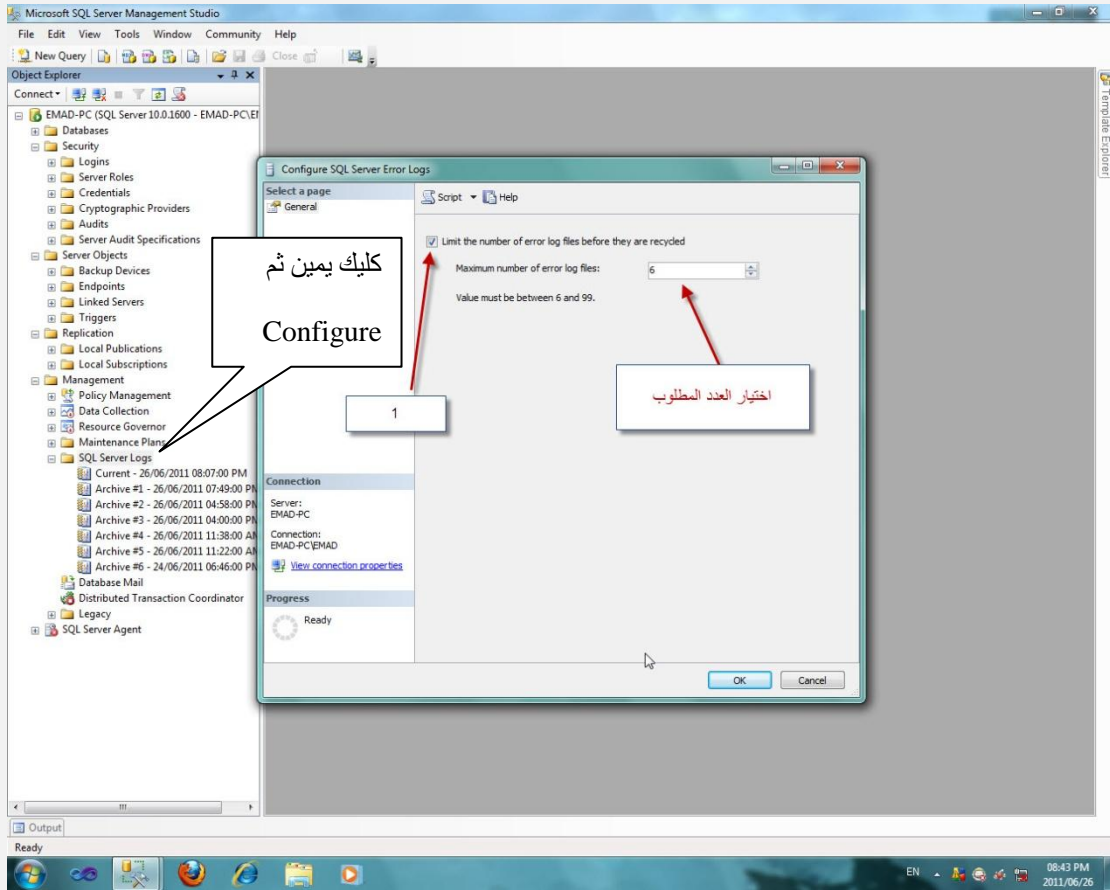 Microsoft SQL Server Management Studio
File Edit View Tools Window Community Help
New Query Close
Object Explorer
Connect
EMAD-PC (SQL Server 10.0.1600 - EMAD-PC\EM
Databases
Security
Logins
Server Roles
Credentials
Cryptographic Providers
Audits
Server Audit Specifications
Server Objects
Backup Devices
Endpoints
Linked Servers
Triggers
Replication
Local Publications
Local Subscriptions
Management
Policy Management
Data Collection
Resource Governor
Maintenance Plans
SQL Server Logs
Current - 26/06/2011 08:07:00 PM
Archive #1 - 26/06/2011 07:49:00 PM
Archive #2 - 26/06/2011 04:58:00 PM
Archive #3 - 26/06/2011 04:00:00 PM
Archive #4 - 26/06/2011 11:38:00 AM
Archive #5 - 26/06/2011 11:22:00 AM
Archive #6 - 24/06/2011 06:46:00 PM
Database Mail
Distributed Transaction Coordinator
Legacy
SQL Server Agent
كليك يمين ثم
Configure
Configure SQL Server Error Logs
Select a page
General
Script Help
Limit the number of error log files before they are recycled
Maximum number of error log files: 6
Value must be between 6 and 99.
1
اختيار العدد المطلوب
Connection
Server:
EMAD-PC
Connection:
EMAD-PC\EMAD
View connection properties
Progress
Ready
OK Cancel
Template Explorer
Output
Ready
EN 08:43 PM
2011/06/26